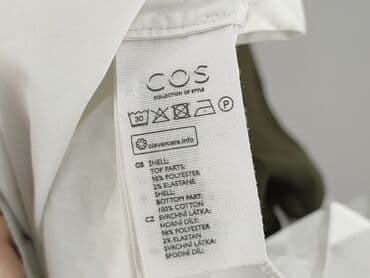 COS
COLLECTION OF STYLE
30 P
clevercare.info
GB SHELL:
TOP PARTS:
98% POLYESTER
2% ELASTANE
SHELL:
BOTTOM PART:
100% COTTON
CZ SVRCHNÍ LÁTKA:
HORNÍ DÍLY:
98% POLYESTER
2% ELASTAN
SVRCHNÍ LÁTKA:
SPODNÍ DÍL: